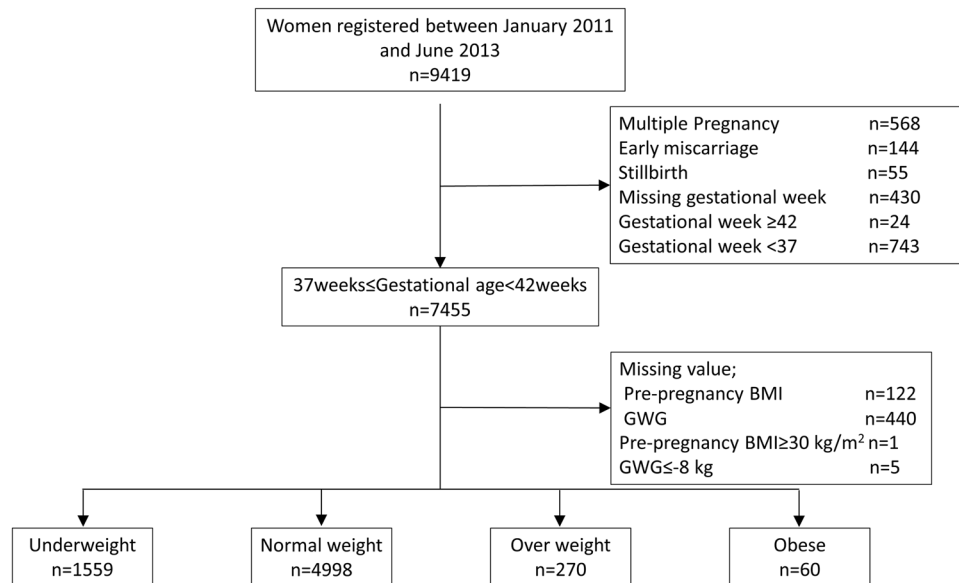 Women registered between January 2011
and June 2013
n=9419
Multiple Pregnancy n=568
Early miscarriage n=144
Stillbirth n=55
Missing gestational week n=430
Gestational week ≥42 n=24
Gestational week <37 n=743
37weeks≤Gestational age<42weeks
n=7455
Missing value;
Pre-pregnancy BMI n=122
GWG n=440
Pre-pregnancy BMI≥30 kg/m² n=1
GWG≤-8 kg n=5
Underweight
n=1559
Normal weight
n=4998
Over weight
n=270
Obese
n=60